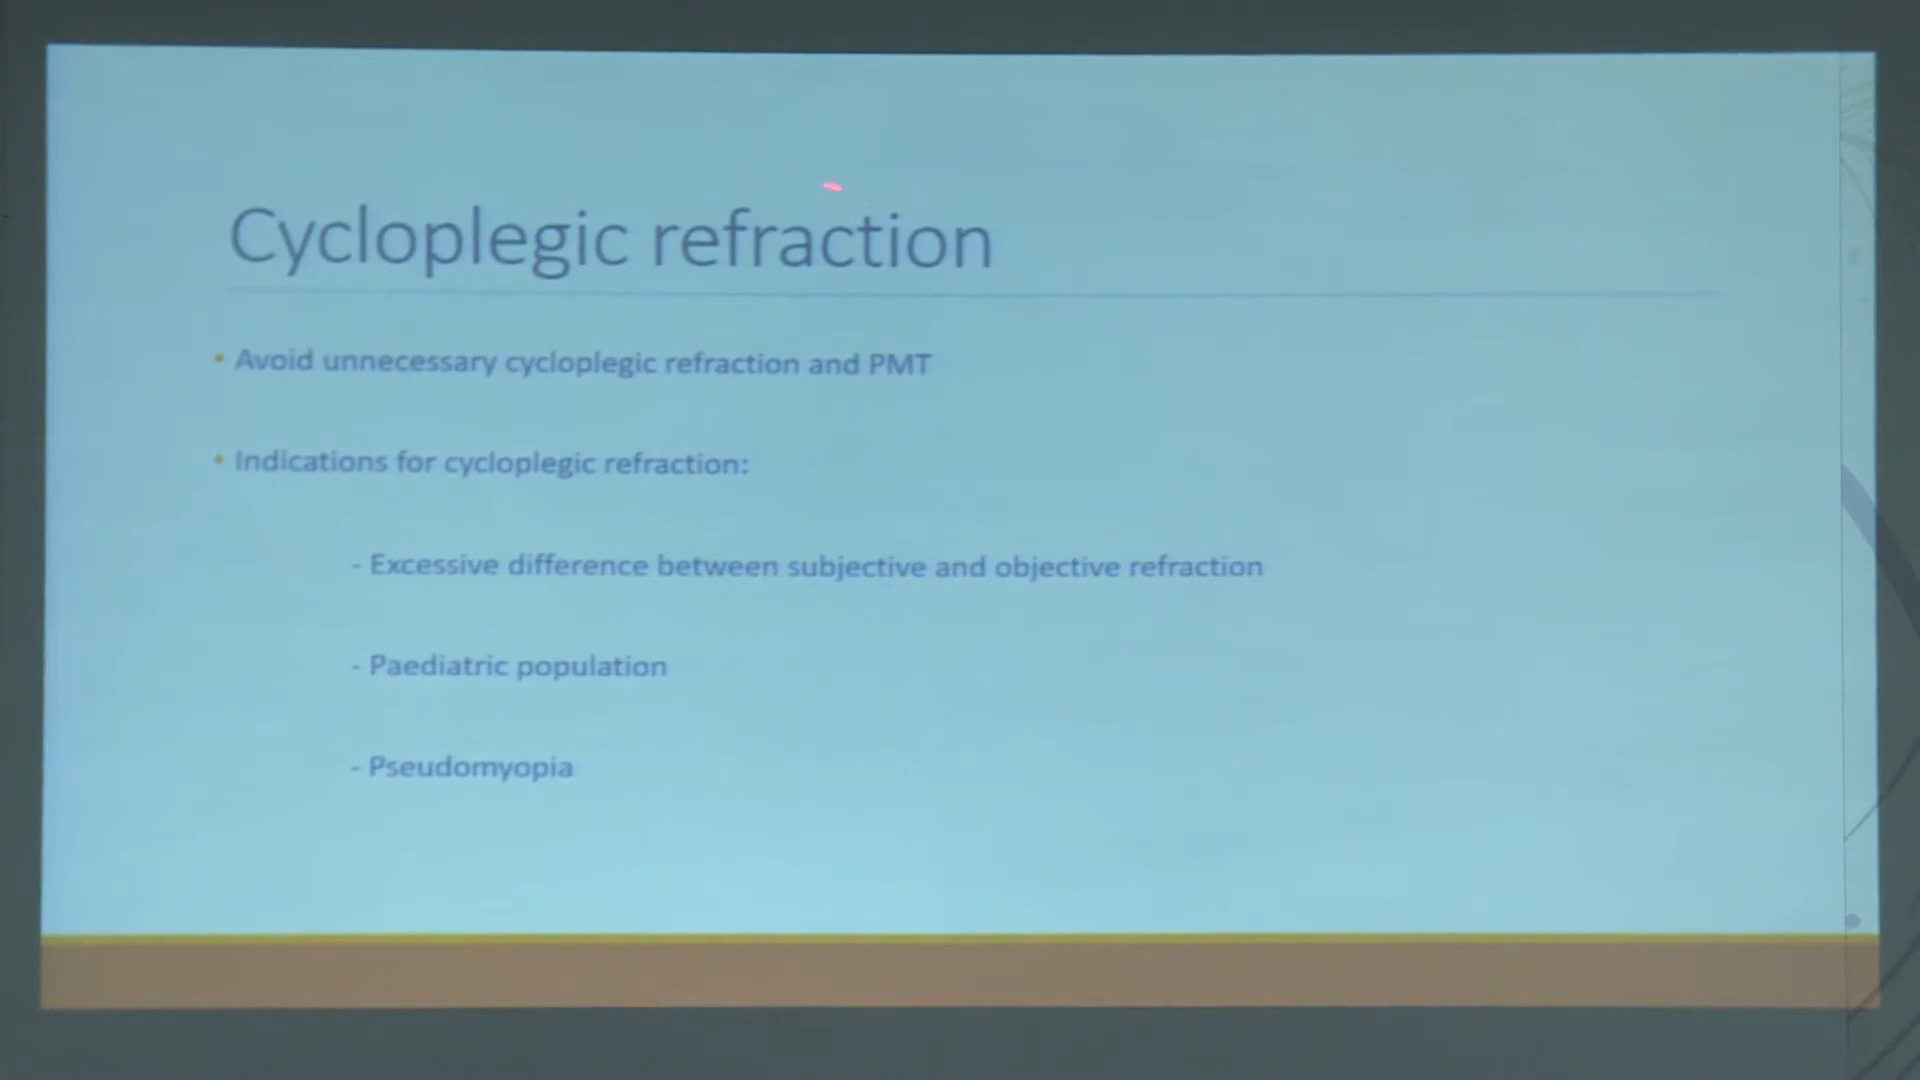 Cycloplegic refraction
• Avoid unnecessary cycloplegic refraction and PMT
• Indications for cycloplegic refraction:
- Excessive difference between subjective and objective refraction
- Paediatric population
- Pseudomyopia